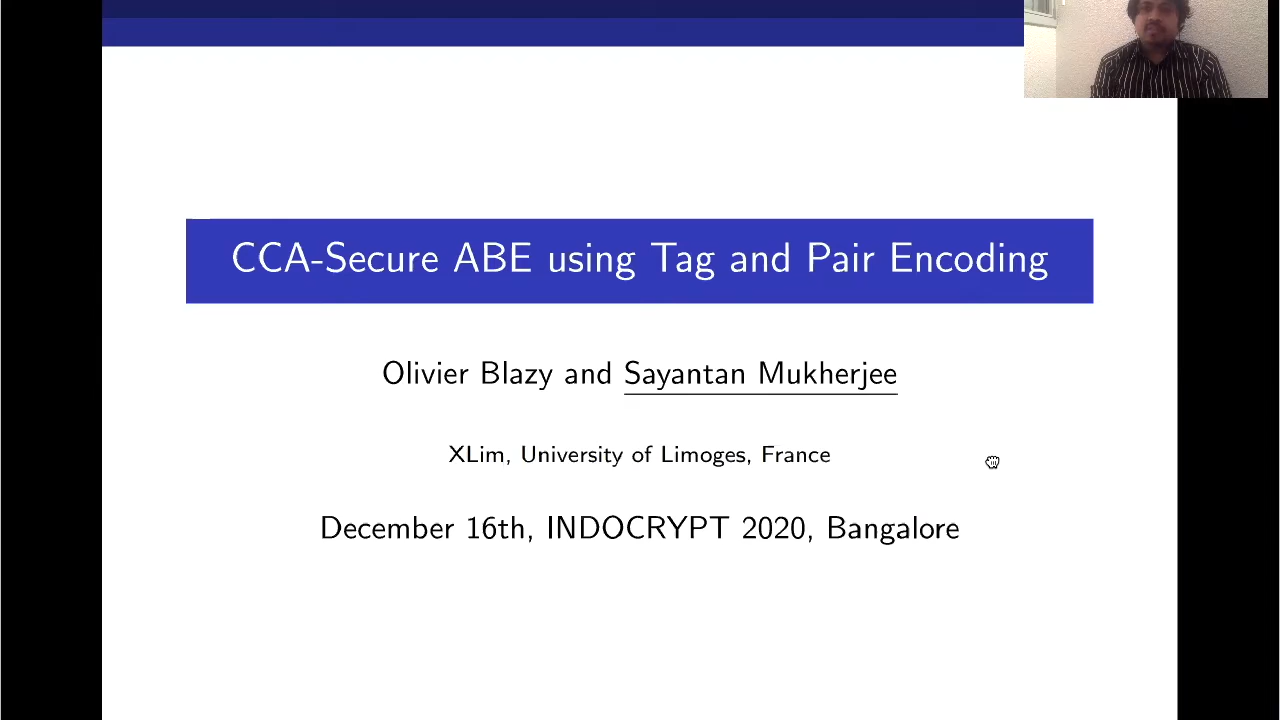 CCA-Secure ABE using Tag and Pair Encoding
Olivier Blazy and Sayantan Mukherjee
XLim, University of Limoges, France
December 16th, INDOCRYPT 2020, Bangalore